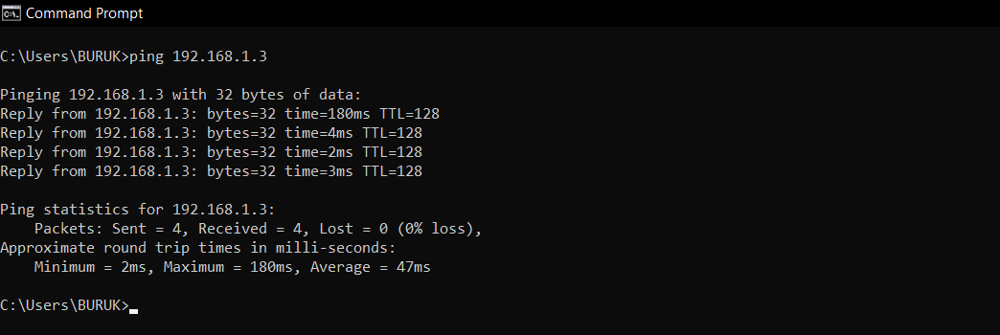 Command Prompt
C:\Users\BURUK>ping 192.168.1.3
Pinging 192.168.1.3 with 32 bytes of data:
Reply from 192.168.1.3: bytes=32 time=180ms TTL=128
Reply from 192.168.1.3: bytes=32 time=4ms TTL=128
Reply from 192.168.1.3: bytes=32 time=2ms TTL=128
Reply from 192.168.1.3: bytes=32 time=3ms TTL=128
Ping statistics for 192.168.1.3:
    Packets: Sent = 4, Received = 4, Lost = 0 (0% loss),
Approximate round trip times in milli-seconds:
    Minimum = 2ms, Maximum = 180ms, Average = 47ms
C:\Users\BURUK>